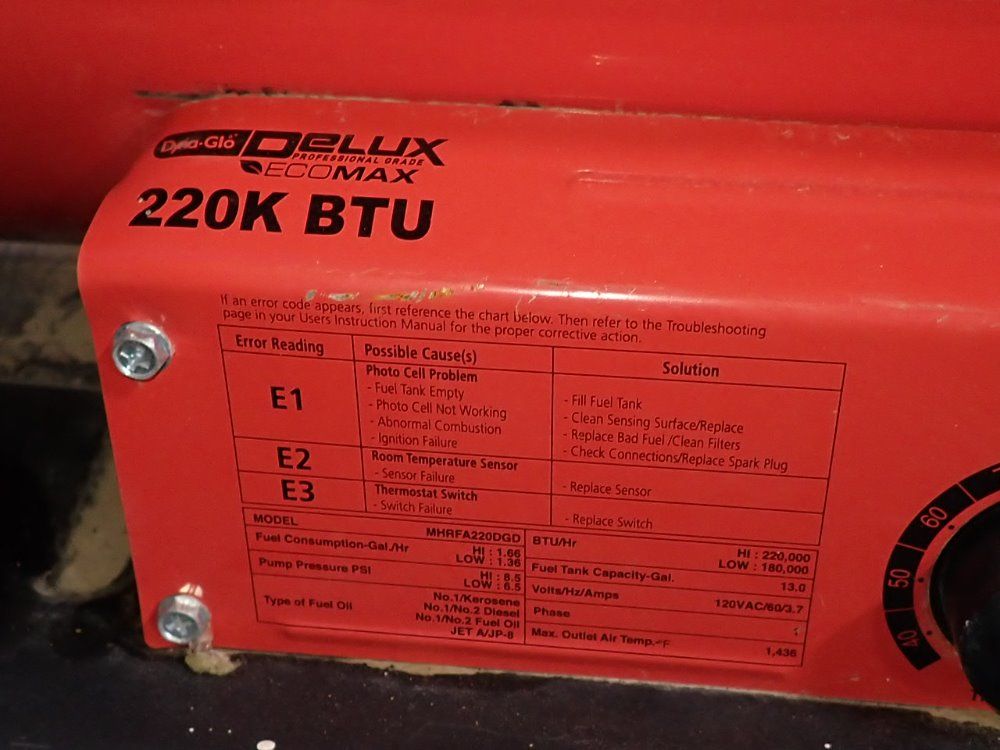 Dyna-Glo DELUX
PROFESSIONAL GRADE
ECOMAX
220K BTU
If an error code appears, first reference the chart below. Then refer to the Troubleshooting
page in your Users Instruction Manual for the proper corrective action.
Error Reading Possible Cause(s) Solution
E1
Photo Cell Problem
- Fuel Tank Empty - Fill Fuel Tank
- Photo Cell Not Working - Clean Sensing Surface/Replace
- Abnormal Combustion - Replace Bad Fuel /Clean Filters
- Ignition Failure - Check Connections/Replace Spark Plug
E2
Room Temperature Sensor
- Sensor Failure - Replace Sensor
E3
Thermostat Switch
- Switch Failure - Replace Switch
MODEL MHRFA220DGD
Fuel Consumption-Gal./Hr HI : 1.66
LOW : 1.36
Pump Pressure PSI HI : 8.5
LOW : 6.5
Type of Fuel Oil No.1/Kerosene
No.1/No.2 Diesel
No.1/No.2 Fuel Oil
JET A/JP-8
BTU/Hr HI : 220,000
LOW : 180,000
Fuel Tank Capacity-Gal. 13.0
Volts/Hz/Amps 120VAC/60/3.7
Phase
Max. Outlet Air Temp.-°F 1,436
60
50
40